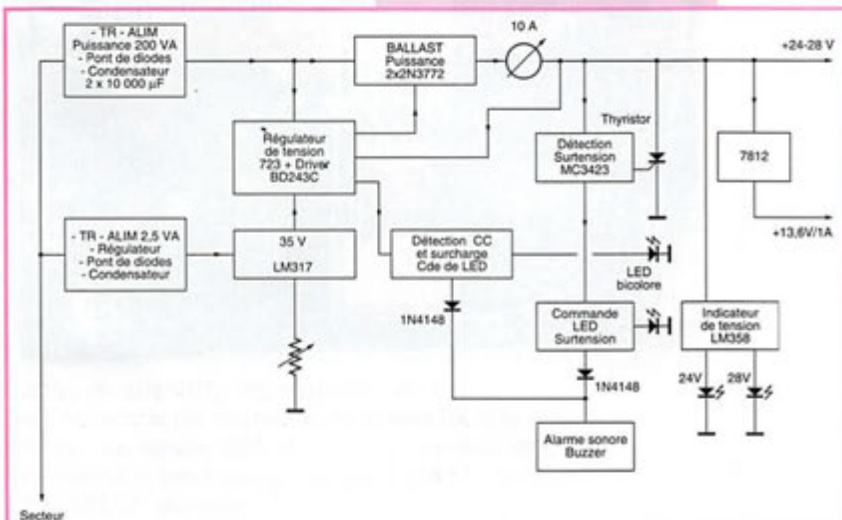 - TR - ALIM
Puissance 200 VA
- Pont de diodes
- Condensateur
2 x 10 000 µF
BALLAST
Puissance
2x2N3772
10 A
+24-28 V
Régulateur
de tension
723 + Driver
BD243C
Thyristor
Détection
Surtension
MC3423
7812
+13,6V/1A
- TR - ALIM 2,5 VA
- Régulateur
- Pont de diodes
- Condensateur
35 V
LM317
Détection CC
et surcharge
Cde de LED
LED
bicolore
1N4148
Commande
LED
Surtension
Indicateur
de tension
LM358
24V
28V
1N4148
Alarme sonore
Buzzer
Secteur